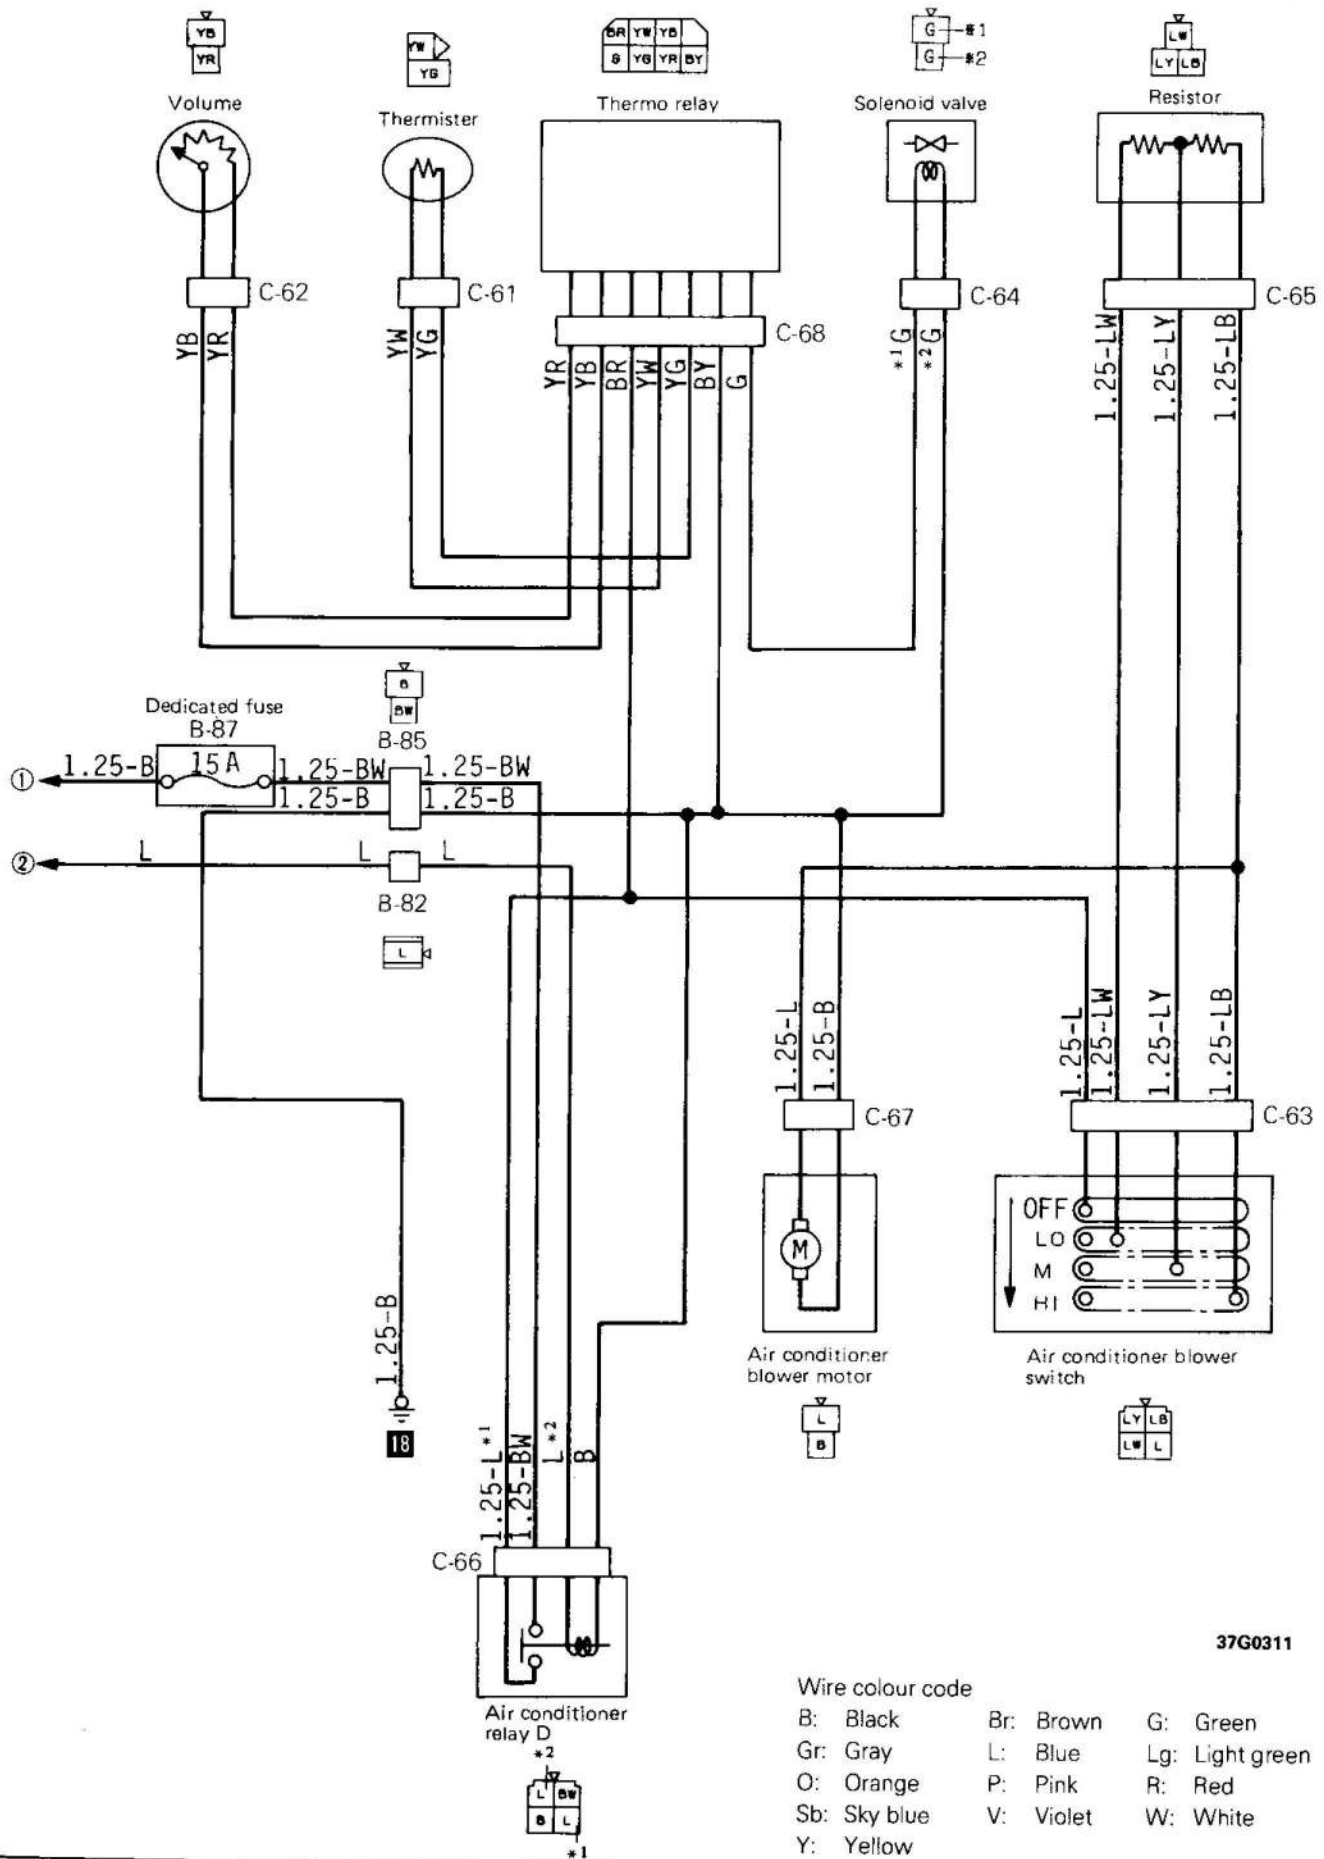 YB
YR
YW
YG
BR YW YB
G YG YR BY
G *1
G *2
LW
LY LB
Volume
Thermister
Thermo relay
Solenoid valve
Resistor
C-62
C-61
C-68
C-64
C-65
YB
YR
YW
YG
YR
YB
BR
YW
YG
BY
G
*1G
*2G
1.25-LW
1.25-LY
1.25-LB
B
BW
Dedicated fuse
B-87
B-85
① 1.25-B
15A
1.25-BW
1.25-BW
1.25-B
1.25-B
② L
L
L
B-82
L
1.25-L
1.25-B
1.25-L
1.25-LW
1.25-LY
1.25-LB
C-67
C-63
M
OFF
LO
M
HI
1.25-B
18
Air conditioner
blower motor
Air conditioner blower
switch
L
B
LY LB
LW L
1.25-L*1
1.25-BW
L*2
B
C-66
Air conditioner
relay D
*2
L BW
B L
*1
37G0311
Wire colour code
B: Black Br: Brown G: Green
Gr: Gray L: Blue Lg: Light green
O: Orange P: Pink R: Red
Sb: Sky blue V: Violet W: White
Y: Yellow